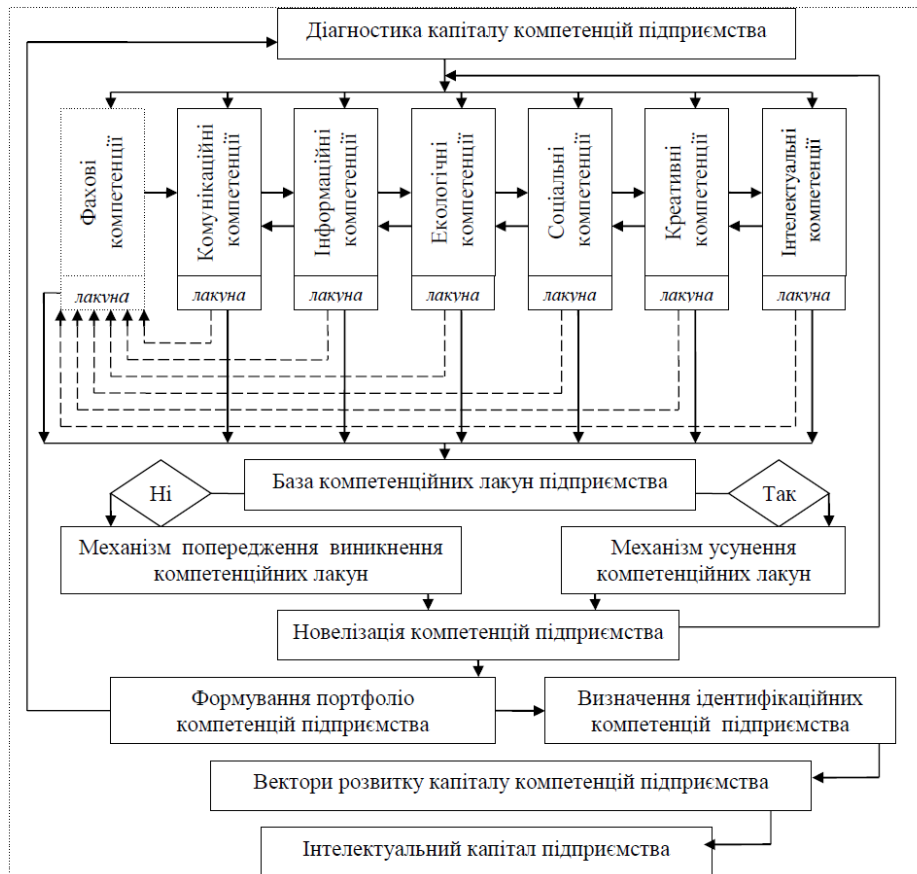 Діагностика капіталу компетенцій підприємства
Фахові
компетенції
Комунікаційні
компетенції
Інформаційні
компетенції
Екологічні
компетенції
Соціальні
компетенції
Креативні
компетенції
Інтелектуальні
компетенції
лакуна
лакуна
лакуна
лакуна
лакуна
лакуна
лакуна
База компетенційних лакун підприємства
Ні
Так
Механізм попередження виникнення
компетенційних лакун
Механізм усунення
компетенційних лакун
Новелізація компетенцій підприємства
Формування портфоліо
компетенцій підприємства
Визначення ідентифікаційних
компетенцій підприємства
Вектори розвитку капіталу компетенцій підприємства
Інтелектуальний капітал підприємства